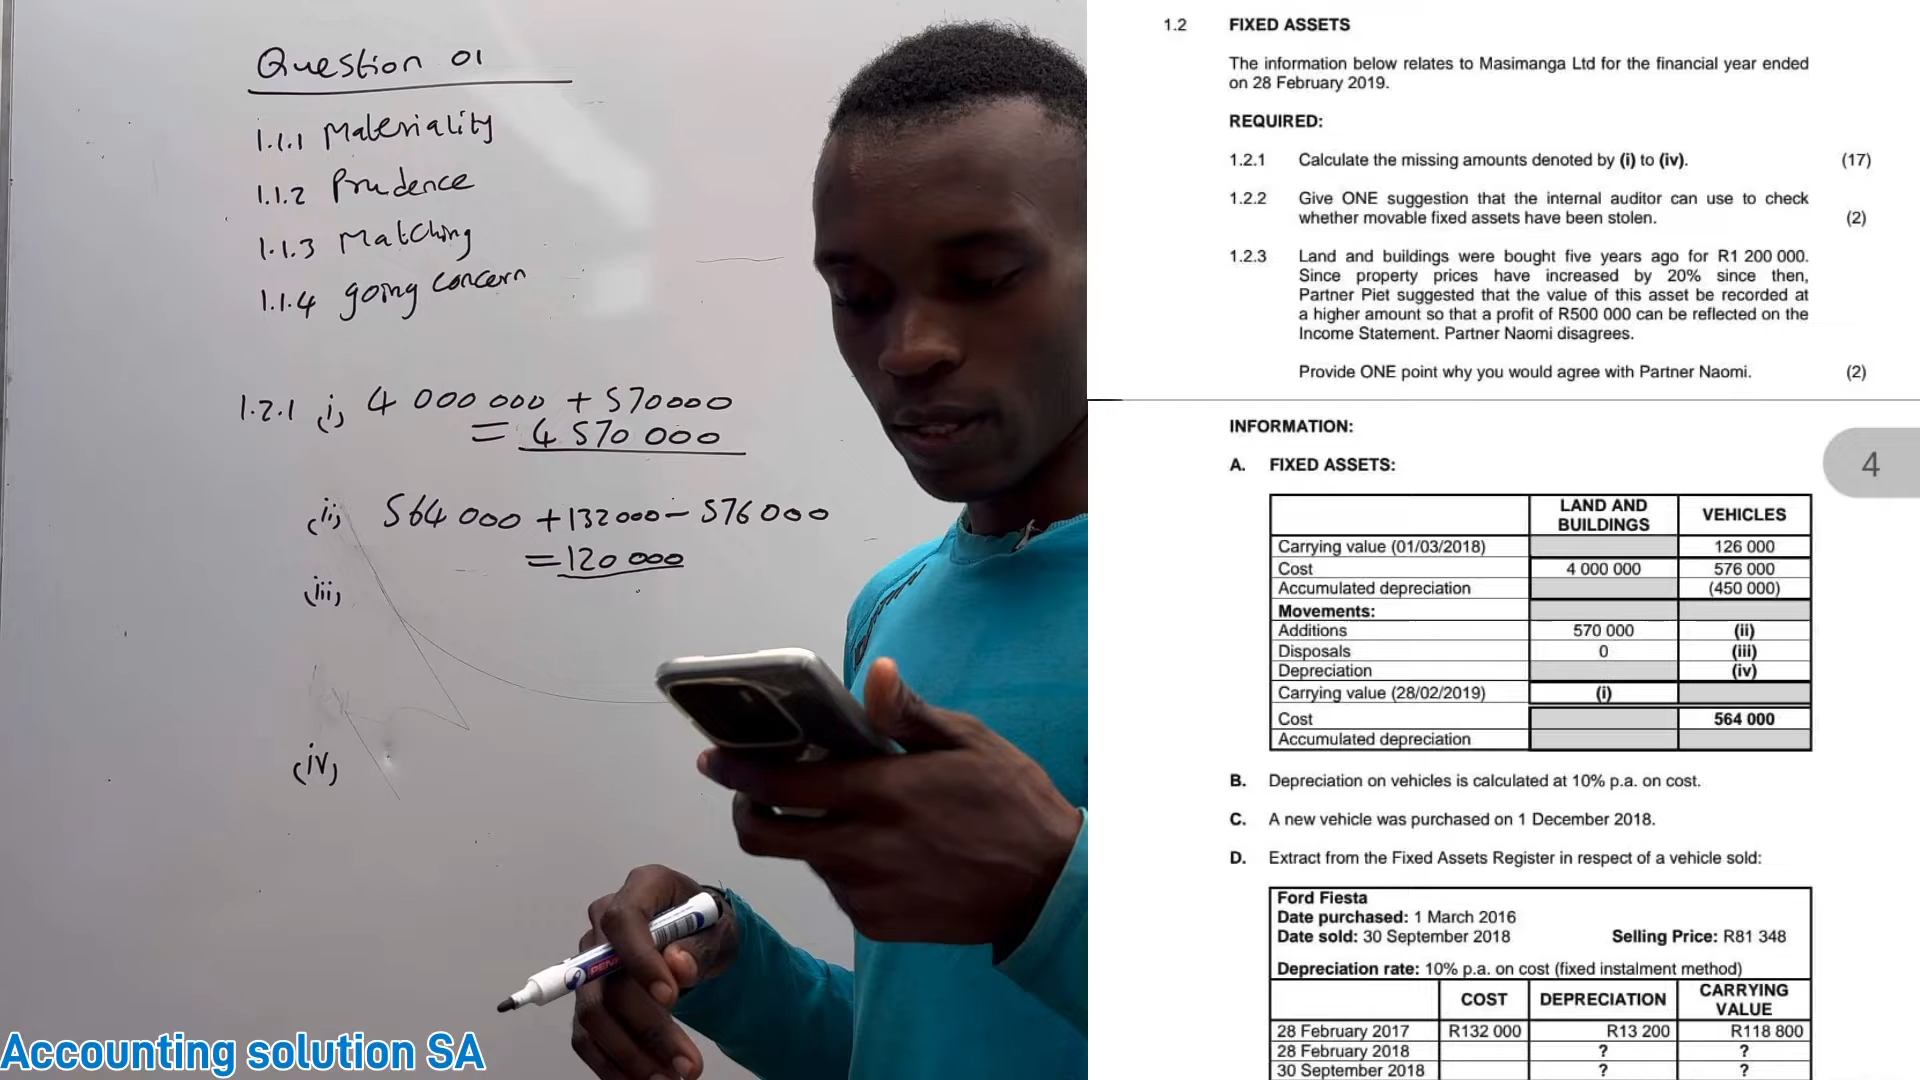 Question 01
1.1.1 Materiality
1.1.2 Prudence
1.1.3 Matching
1.1.4 going concern
1.2.1 (i) 4 000 000 + 570000
= 4 570 000
(ii) 564 000 + 132000 - 576000
= 120 000
(iii)
(iv)
PEN
Accounting solution SA
1.2 FIXED ASSETS
The information below relates to Masimanga Ltd for the financial year ended
on 28 February 2019.
REQUIRED:
1.2.1 Calculate the missing amounts denoted by (i) to (iv). (17)
1.2.2 Give ONE suggestion that the internal auditor can use to check
whether movable fixed assets have been stolen. (2)
1.2.3 Land and buildings were bought five years ago for R1 200 000.
Since property prices have increased by 20% since then,
Partner Piet suggested that the value of this asset be recorded at
a higher amount so that a profit of R500 000 can be reflected on the
Income Statement. Partner Naomi disagrees.
Provide ONE point why you would agree with Partner Naomi. (2)
INFORMATION:
4
A. FIXED ASSETS:
LAND AND BUILDINGS VEHICLES
Carrying value (01/03/2018) 126 000
Cost 4 000 000 576 000
Accumulated depreciation (450 000)
Movements:
Additions 570 000 (ii)
Disposals 0 (iii)
Depreciation (iv)
Carrying value (28/02/2019) (i)
Cost 564 000
Accumulated depreciation
B. Depreciation on vehicles is calculated at 10% p.a. on cost.
C. A new vehicle was purchased on 1 December 2018.
D. Extract from the Fixed Assets Register in respect of a vehicle sold:
Ford Fiesta
Date purchased: 1 March 2016
Date sold: 30 September 2018 Selling Price: R81 348
Depreciation rate: 10% p.a. on cost (fixed instalment method)
COST DEPRECIATION CARRYING VALUE
28 February 2017 R132 000 R13 200 R118 800
28 February 2018 ? ?
30 September 2018 ? ?